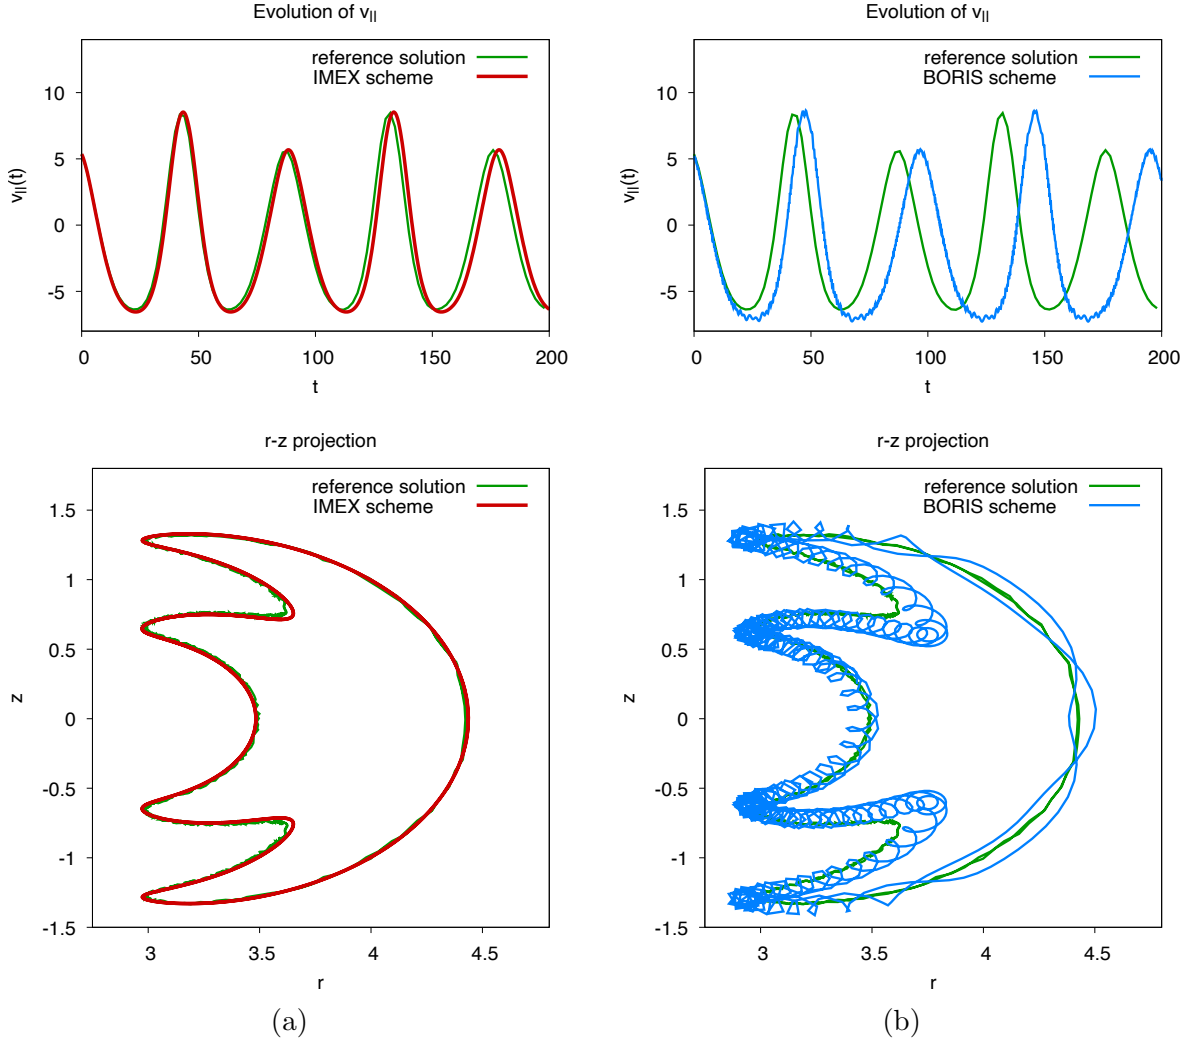 Evolution of v||
reference solution
IMEX scheme
10
5
0
-5
v||(t)
0 50 100 150 200
t
Evolution of v||
reference solution
BORIS scheme
10
5
0
-5
v||(t)
0 50 100 150 200
t
r-z projection
reference solution
IMEX scheme
1.5
1
0.5
0
-0.5
-1
-1.5
z
3 3.5 4 4.5
r
(a)
r-z projection
reference solution
BORIS scheme
1.5
1
0.5
0
-0.5
-1
-1.5
z
3 3.5 4 4.5
r
(b)